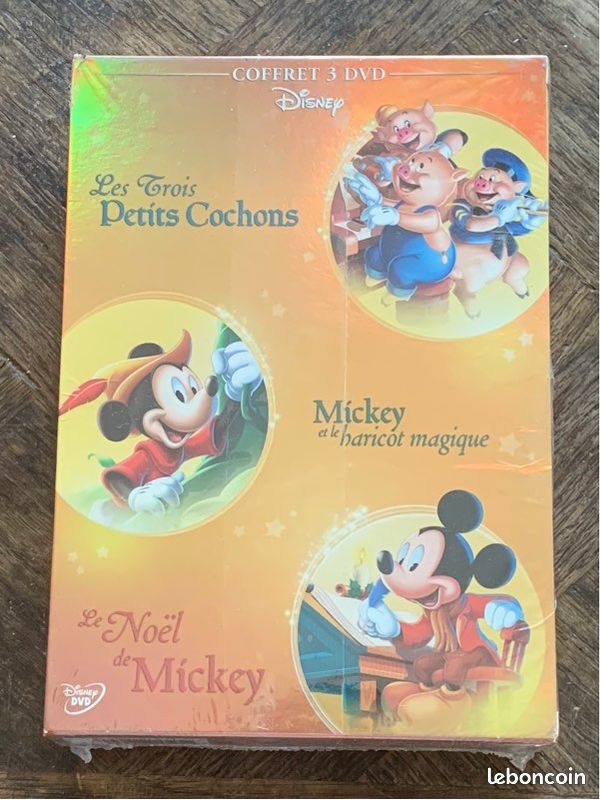 COFFRET 3 DVD
Disney
Les Trois
Petits Cochons
Mickey
et le haricot magique
Le Noël
de Mickey
Disney
DVD
leboncoin